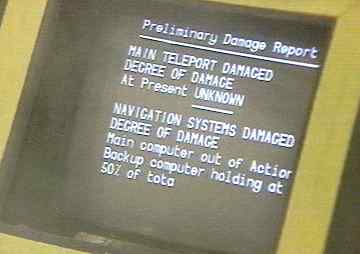 Preliminary Damage Report
MAIN TELEPORT DAMAGED
DEGREE OF DAMAGE
At Present UNKNOWN
NAVIGATION SYSTEMS DAMAGED
DEGREE OF DAMAGE
Main computer out of Action
Backup computer holding at
50% of tota